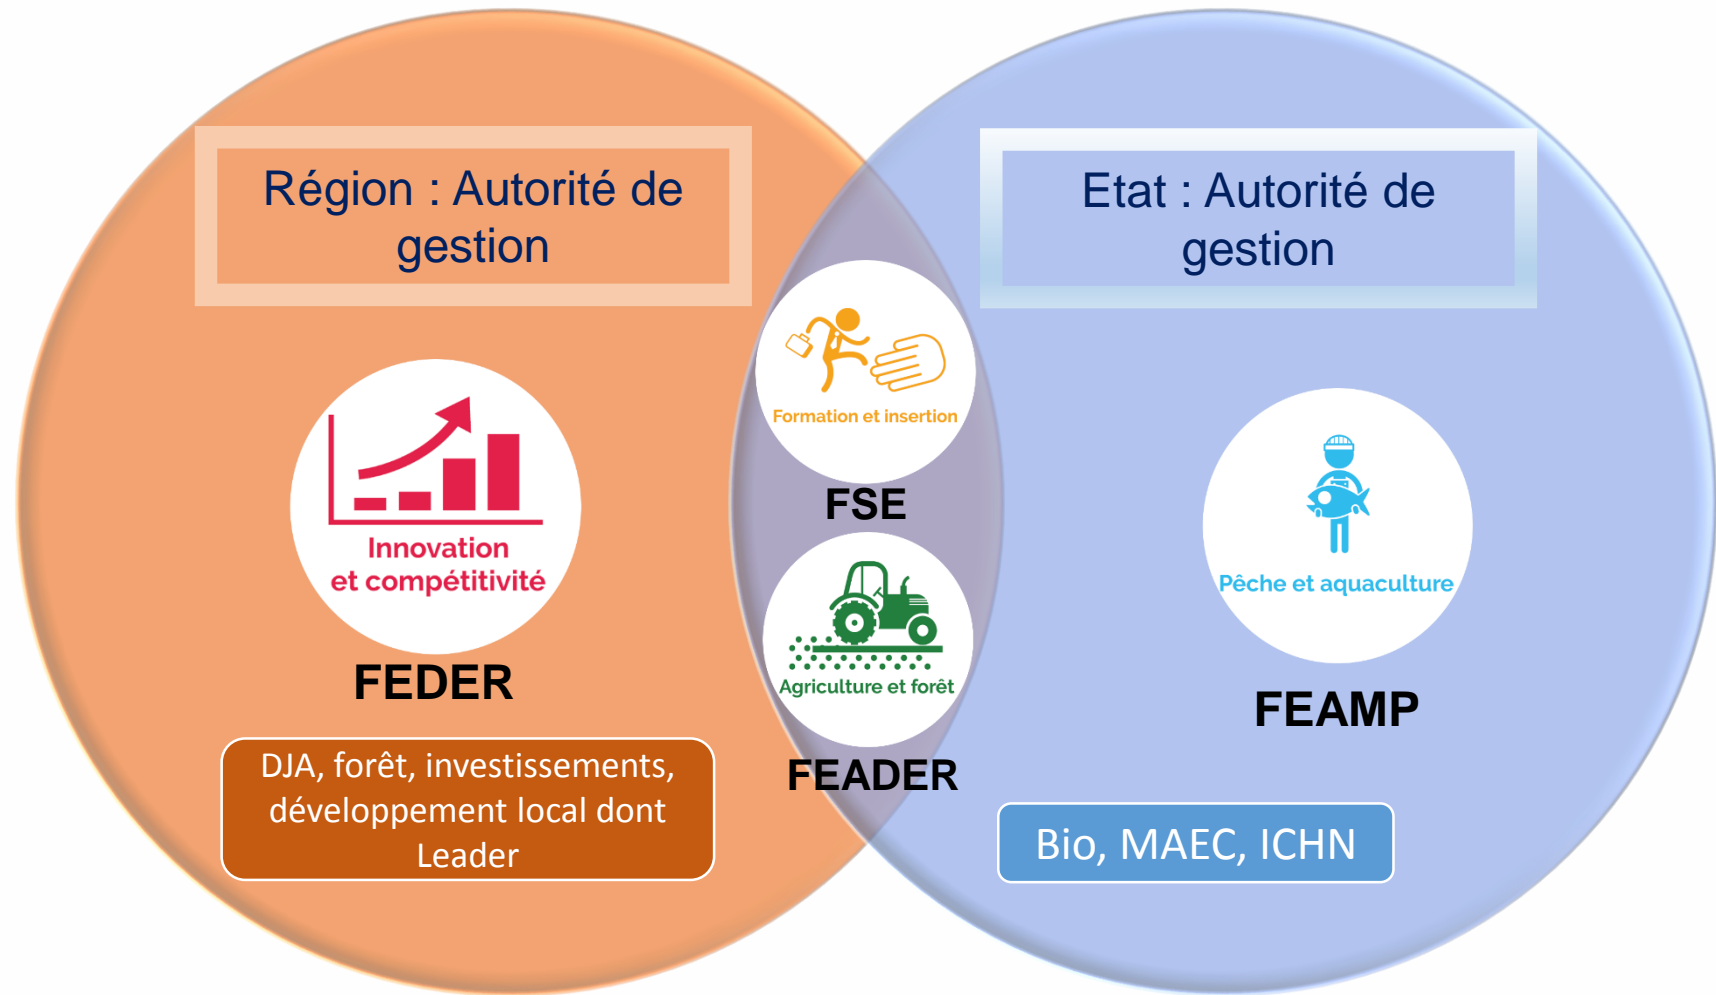 Région : Autorité de
gestion
Etat : Autorité de
gestion
Formation et insertion
FSE
Innovation
et compétitivité
FEDER
Pêche et aquaculture
FEAMP
Agriculture et forêt
FEADER
DJA, forêt, investissements,
développement local dont
Leader
Bio, MAEC, ICHN